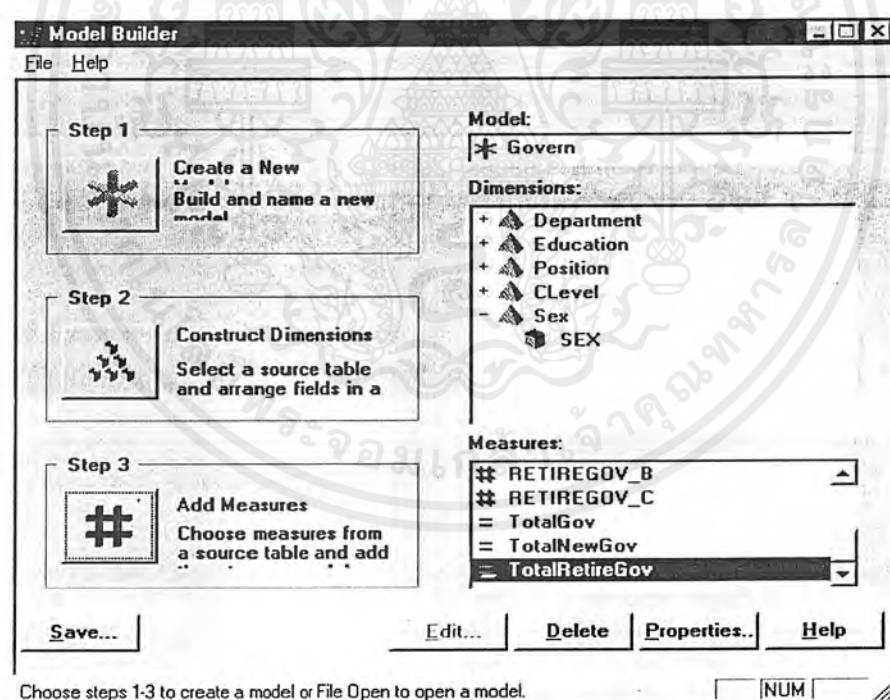 Model Builder
File Help
Step 1
Create a New
Build and name a new
model
Step 2
Construct Dimensions
Select a source table
and arrange fields in a
Step 3
Add Measures
Choose measures from
a source table and add
Model:
Govern
Dimensions:
+ Department
+ Education
+ Position
+ CLevel
- Sex
SEX
Measures:
# RETIREGOV_B
# RETIREGOV_C
= TotalGov
= TotalNewGov
= TotalRetireGov
Save...
Edit...
Delete
Properties..
Help
Choose steps 1-3 to create a model or File Open to open a model.
NUM